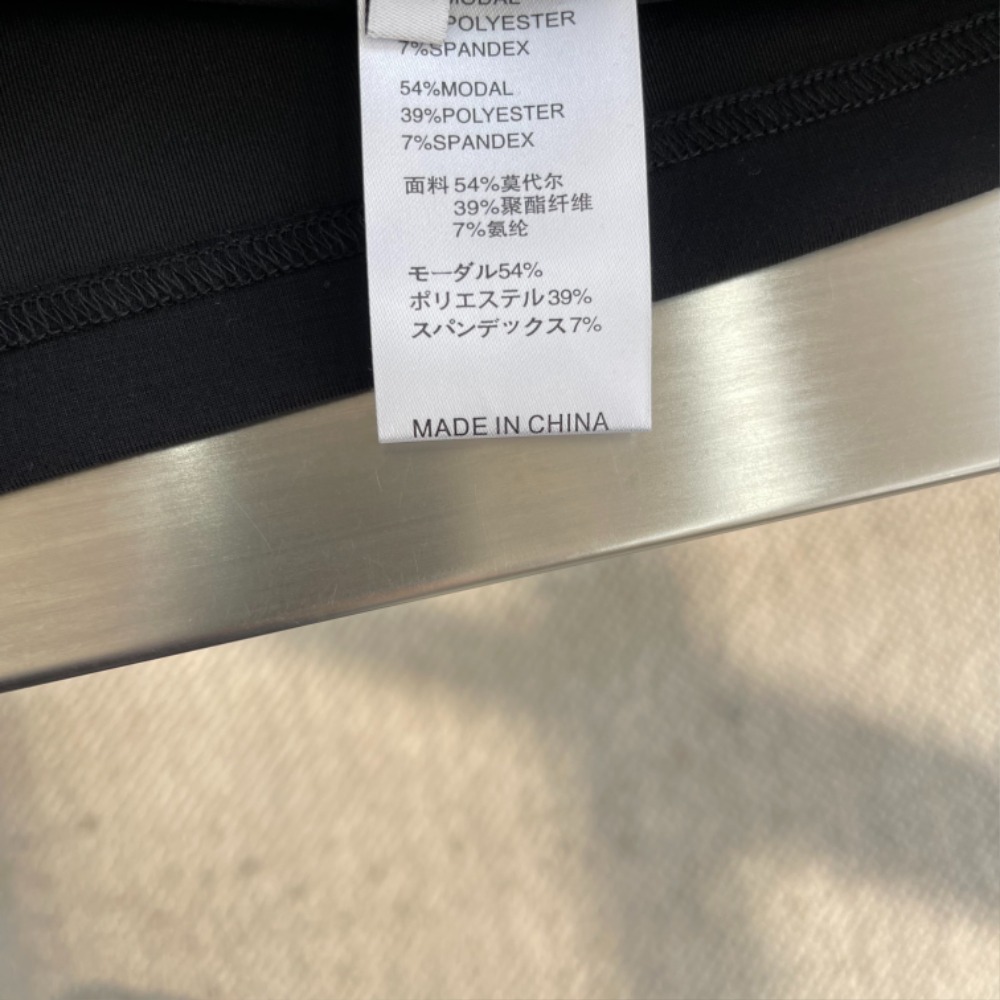 MODAL
POLYESTER
7%SPANDEX
54%MODAL
39%POLYESTER
7%SPANDEX
面料 54%莫代尔
39%聚酯纤维
7%氨纶
モーダル54%
ポリエステル39%
スパンデックス7%
MADE IN CHINA